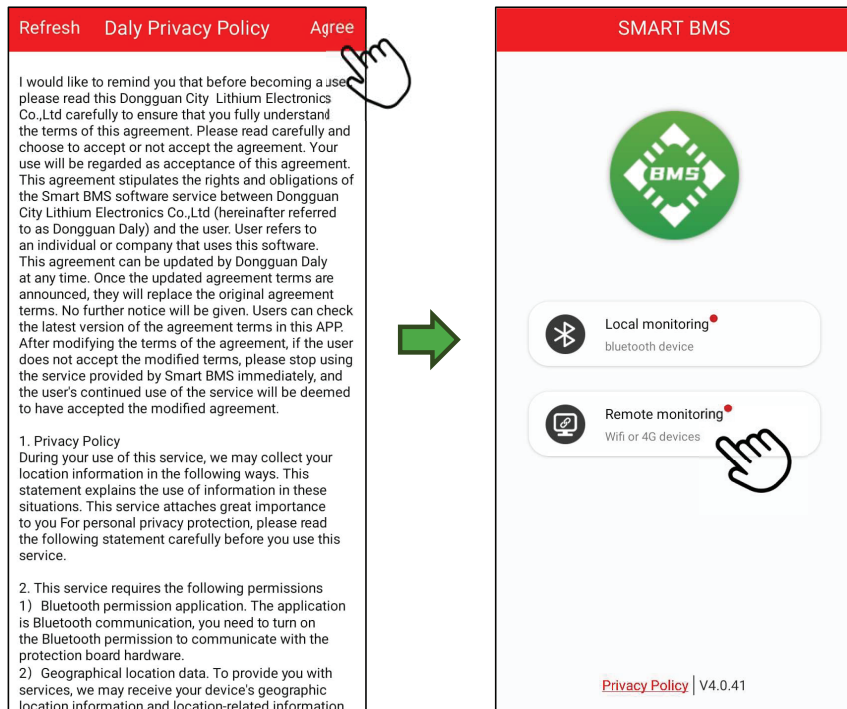 Refresh Daly Privacy Policy Agree
I would like to remind you that before becoming a user,
please read this Dongguan City Lithium Electronics
Co.,Ltd carefully to ensure that you fully understand
the terms of this agreement. Please read carefully and
choose to accept or not accept the agreement. Your
use will be regarded as acceptance of this agreement.
This agreement stipulates the rights and obligations of
the Smart BMS software service between Dongguan
City Lithium Electronics Co.,Ltd (hereinafter referred
to as Dongguan Daly) and the user. User refers to
an individual or company that uses this software.
This agreement can be updated by Dongguan Daly
at any time. Once the updated agreement terms are
announced, they will replace the original agreement
terms. No further notice will be given. Users can check
the latest version of the agreement terms in this APP.
After modifying the terms of the agreement, if the user
does not accept the modified terms, please stop using
the service provided by Smart BMS immediately, and
the user's continued use of the service will be deemed
to have accepted the modified agreement.
1. Privacy Policy
During your use of this service, we may collect your
location information in the following ways. This
statement explains the use of information in these
situations. This service attaches great importance
to you For personal privacy protection, please read
the following statement carefully before you use this
service.
2. This service requires the following permissions
1) Bluetooth permission application. The application
is Bluetooth communication, you need to turn on
the Bluetooth permission to communicate with the
protection board hardware.
2) Geographical location data. To provide you with
services, we may receive your device's geographic
location information and location-related information
SMART BMS
BMS
Local monitoring
bluetooth device
Remote monitoring
Wifi or 4G devices
Privacy Policy | V4.0.41